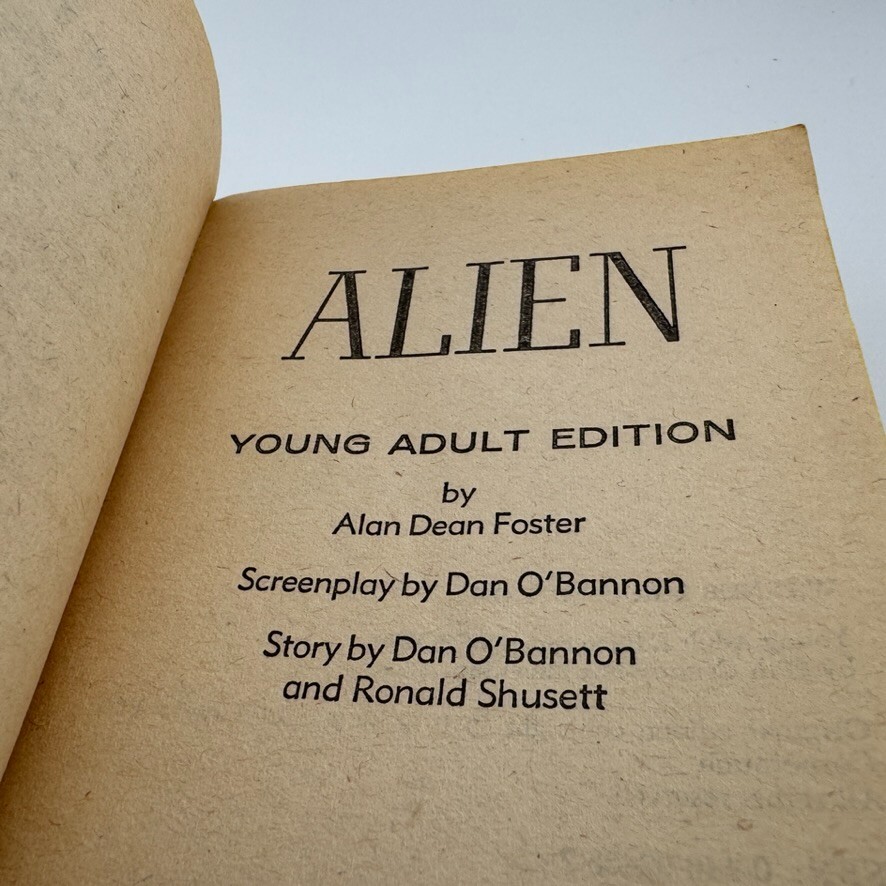 ALIEN
YOUNG ADULT EDITION
by
Alan Dean Foster
Screenplay by Dan O'Bannon
Story by Dan O'Bannon
and Ronald Shusett